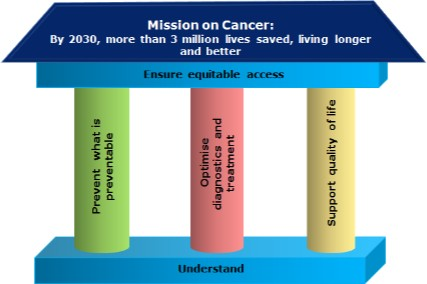 Mission on Cancer:
By 2030, more than 3 million lives saved, living longer
and better
Ensure equitable access
Prevent what is
preventable
Optimise
diagnostics and
treatment
Support quality of life
Understand